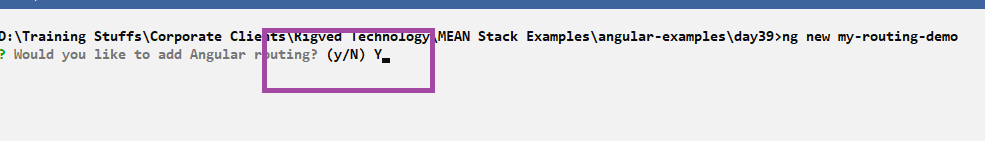 D:\Training Stuffs\Corporate Clients\Rigved Technology\MEAN Stack Examples\angular-examples\day39>ng new my-routing-demo
? Would you like to add Angular routing? (y/N) Y